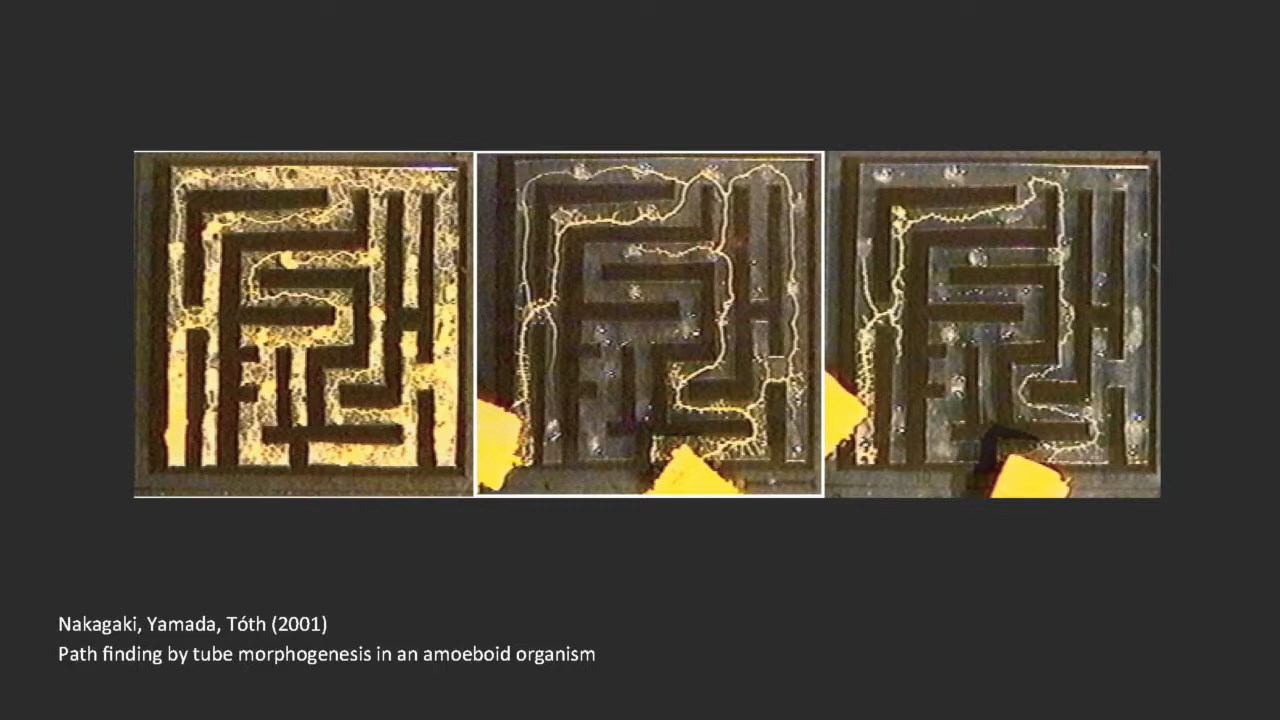 Nakagaki, Yamada, Tóth (2001)
Path finding by tube morphogenesis in an amoeboid organism